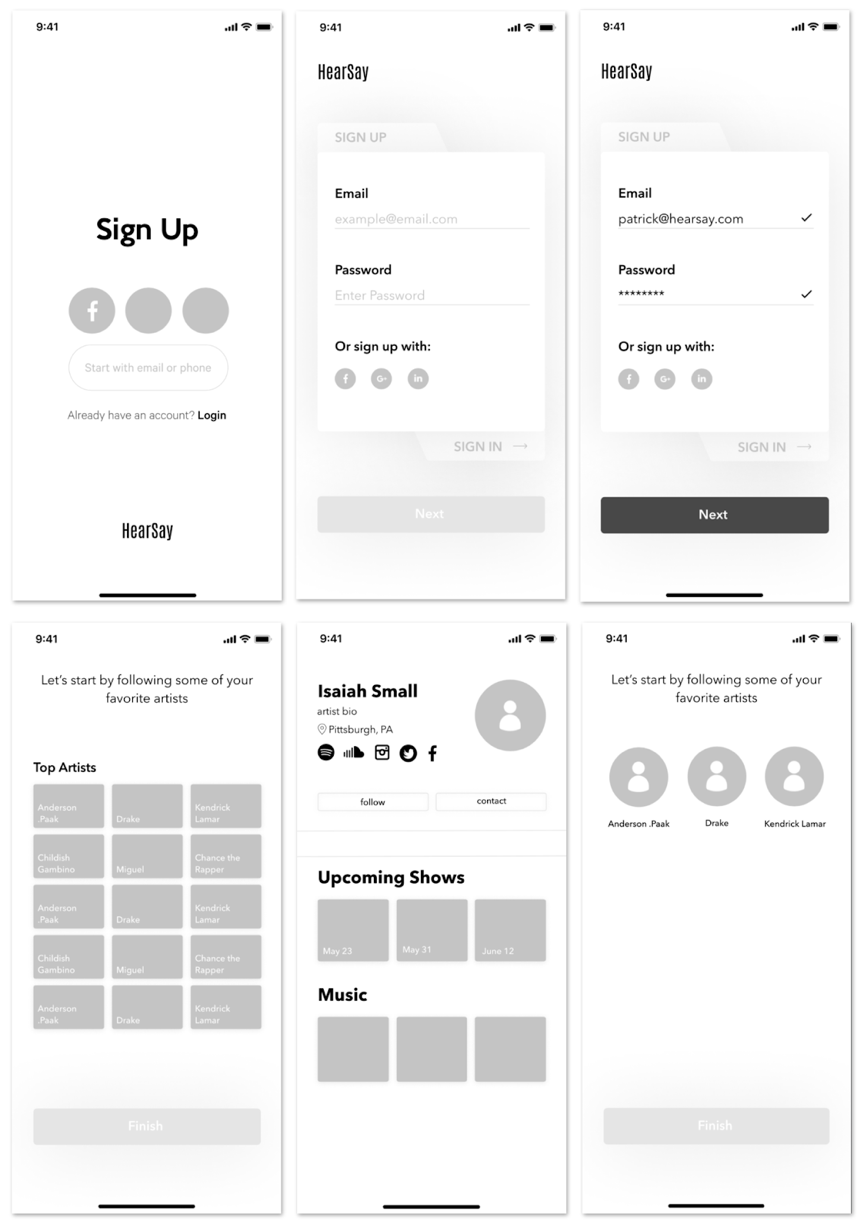 9:41
Sign Up
f
Start with email or phone
Already have an account? Login
HearSay
9:41
HearSay
SIGN UP
Email
example@email.com
Password
Enter Password
Or sign up with:
f G+ in
SIGN IN →
Next
9:41
HearSay
SIGN UP
Email
patrick@hearsay.com
Password
********
Or sign up with:
f G+ in
SIGN IN →
Next
9:41
Let's start by following some of your
favorite artists
Top Artists
Anderson
.Paak
Drake
Kendrick
Lamar
Childish
Gambino
Miguel
Chance the
Rapper
Anderson
.Paak
Drake
Kendrick
Lamar
Childish
Gambino
Miguel
Chance the
Rapper
Anderson
.Paak
Drake
Kendrick
Lamar
Finish
9:41
Isaiah Small
artist bio
Pittsburgh, PA
f
follow
contact
Upcoming Shows
May 23
May 31
June 12
Music
9:41
Let's start by following some of your
favorite artists
Anderson .Paak
Drake
Kendrick Lamar
Finish